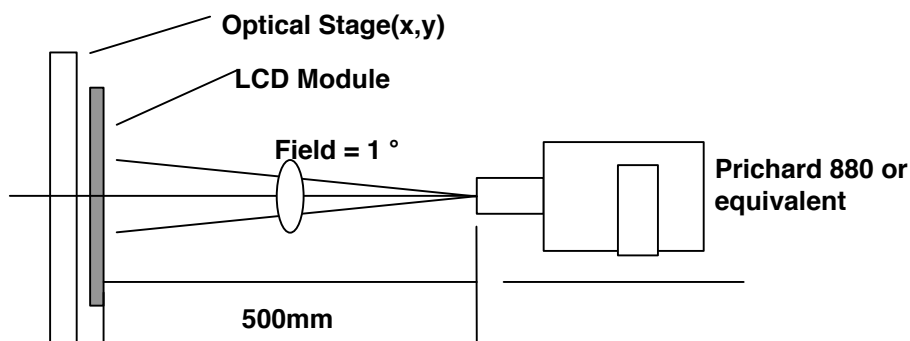 Optical Stage(x,y)
LCD Module
Field = 1 °
Prichard 880 or
equivalent
500mm